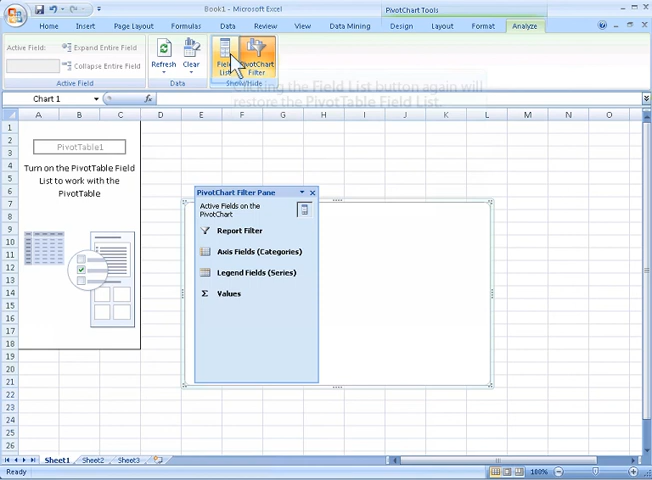 Book1 - Microsoft Excel
PivotChart Tools
Home Insert Page Layout Formulas Data Review View Data Mining Design Layout Format Analyze
Active Field:
Expand Entire Field
Collapse Entire Field
Active Field
Refresh
Clear
Data
Field
List
PivotChart
Filter
Show/Hide
Clicking the Field List button again will
restore the PivotTable Field List.
Chart 1
fx
A B C D E F G H I J K L M N O
1
2
3
4
5
6
7
8
9
10
11
12
13
14
15
16
17
18
19
20
21
22
23
24
25
26
PivotTable1
Turn on the PivotTable Field
List to work with the
PivotTable
PivotChart Filter Pane
Active Fields on the
PivotChart
Report Filter
Axis Fields (Categories)
Legend Fields (Series)
Σ Values
Sheet1 Sheet2 Sheet3
Ready
100%